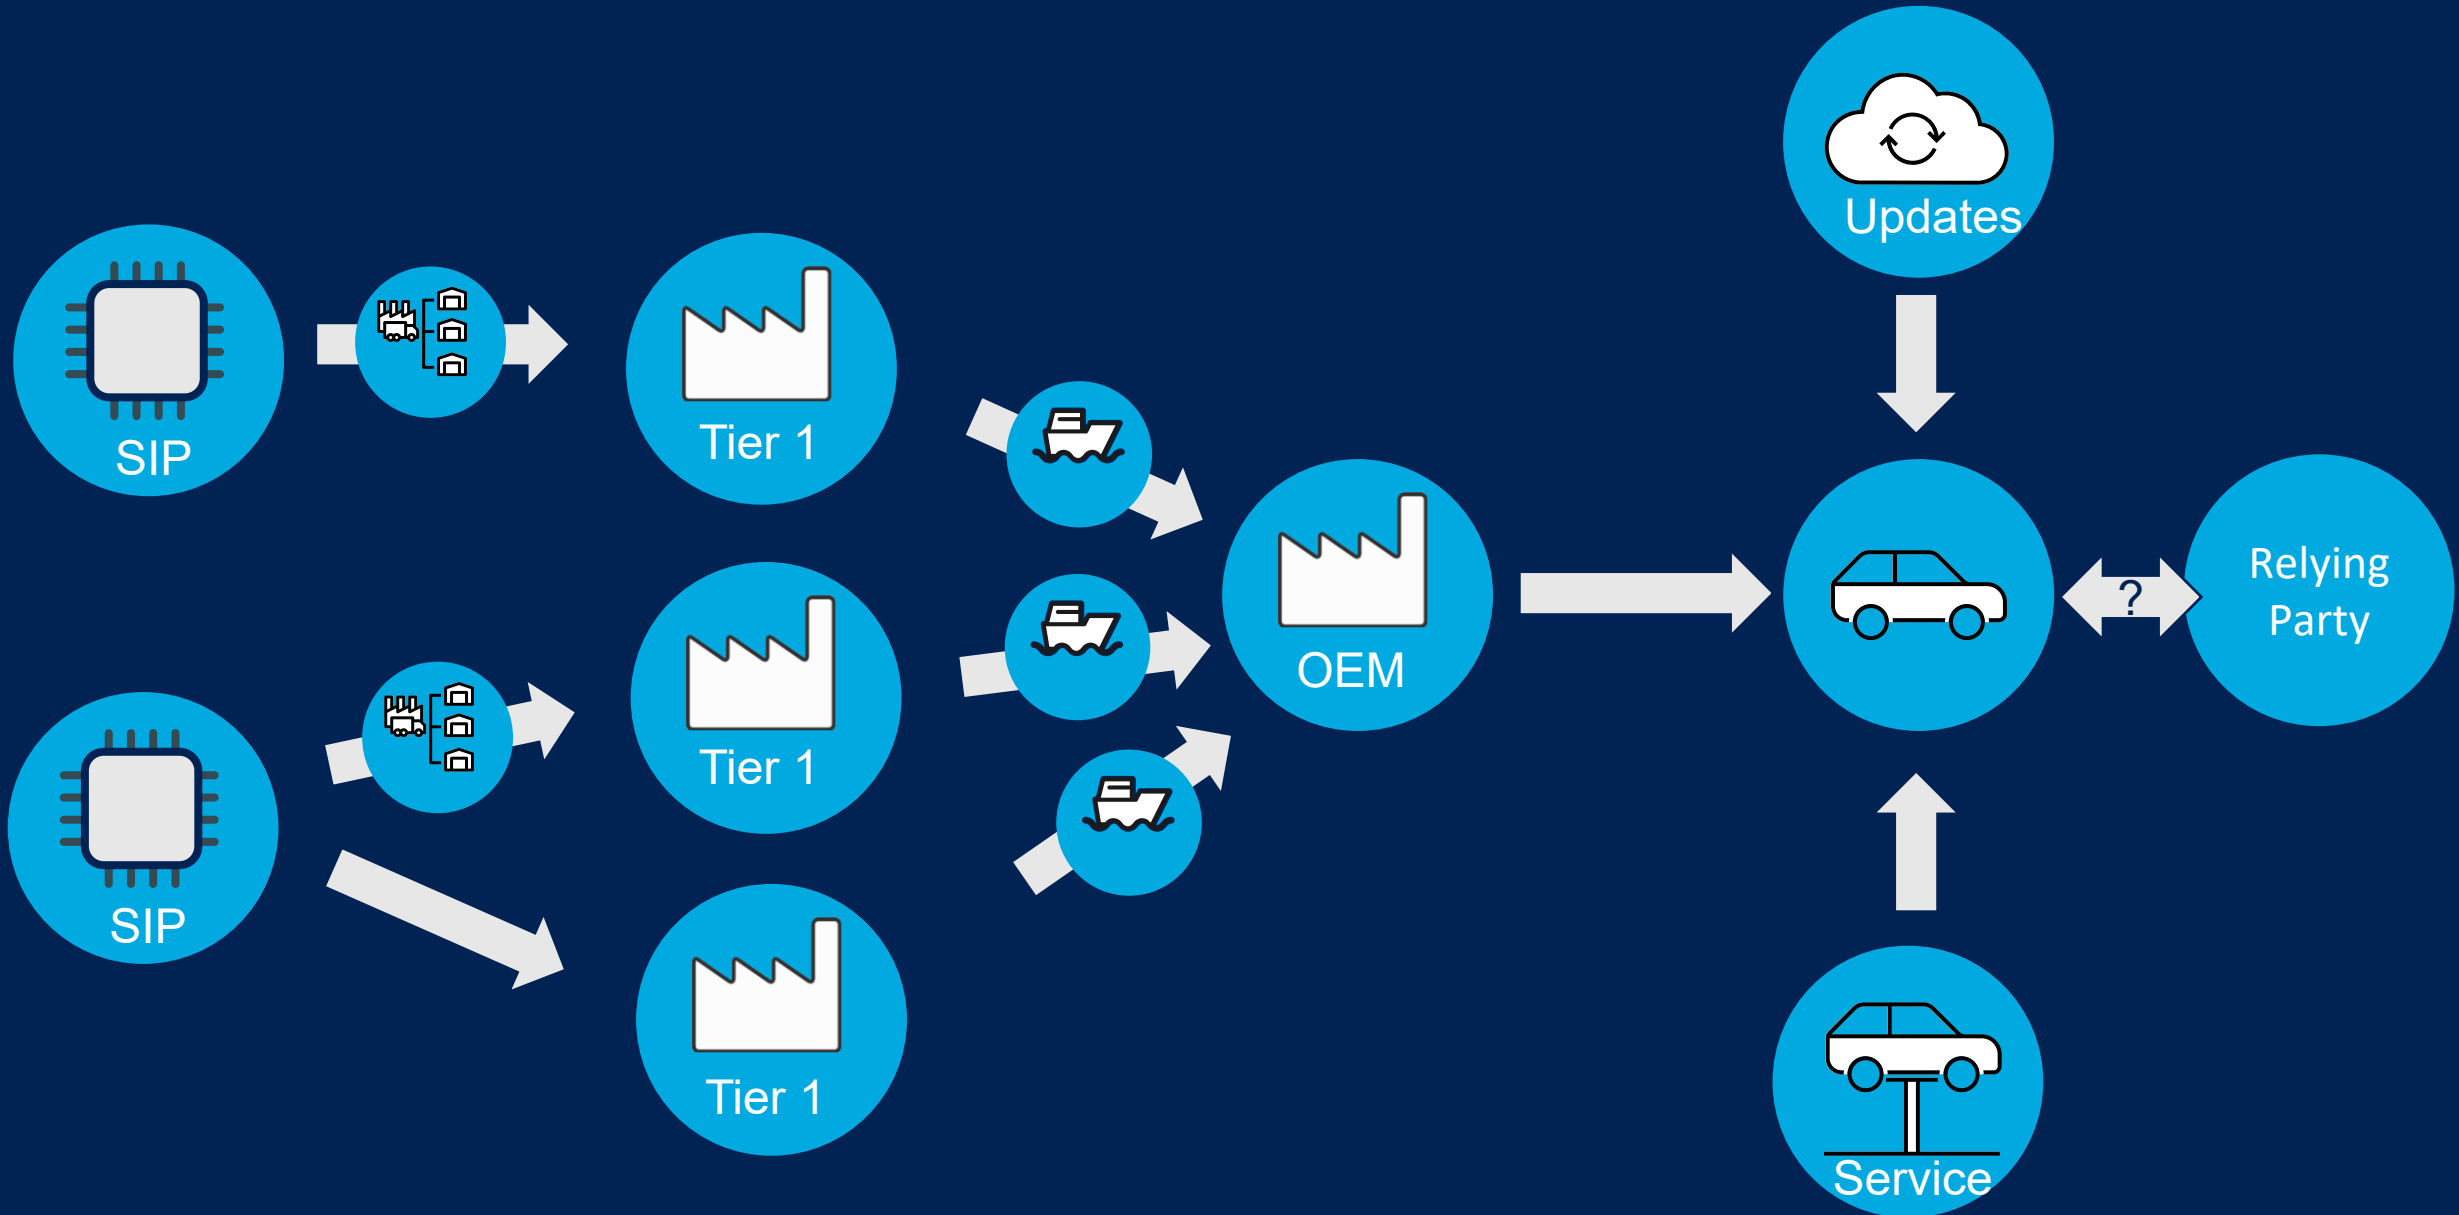 Updates
SIP
Tier 1
OEM
?
Relying
Party
SIP
Tier 1
Tier 1
Service